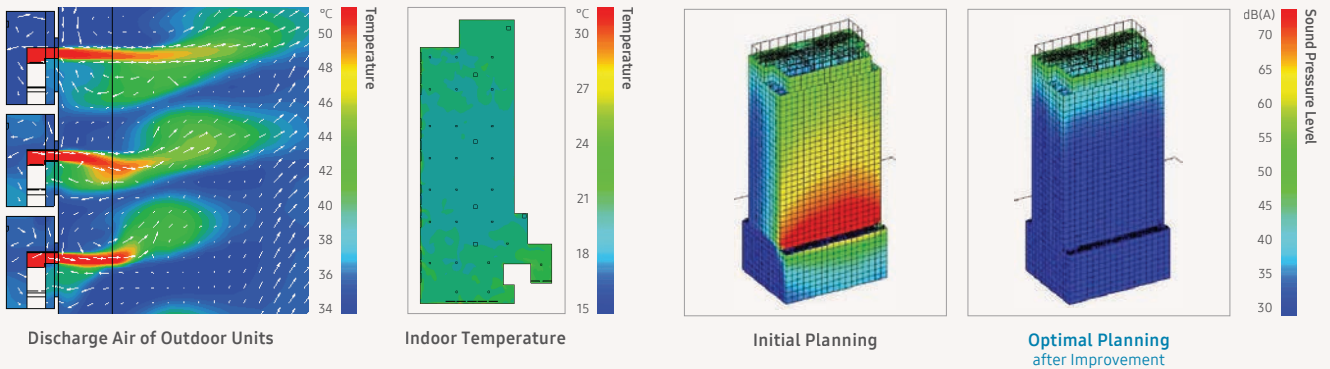 °C
50
48
46
44
42
40
38
36
34
Temperature
Discharge Air of Outdoor Units
°C
30
27
24
21
18
15
Temperature
Indoor Temperature
Initial Planning
Optimal Planning
after Improvement
dB(A)
70
65
60
55
50
45
40
35
30
Sound Pressure Level